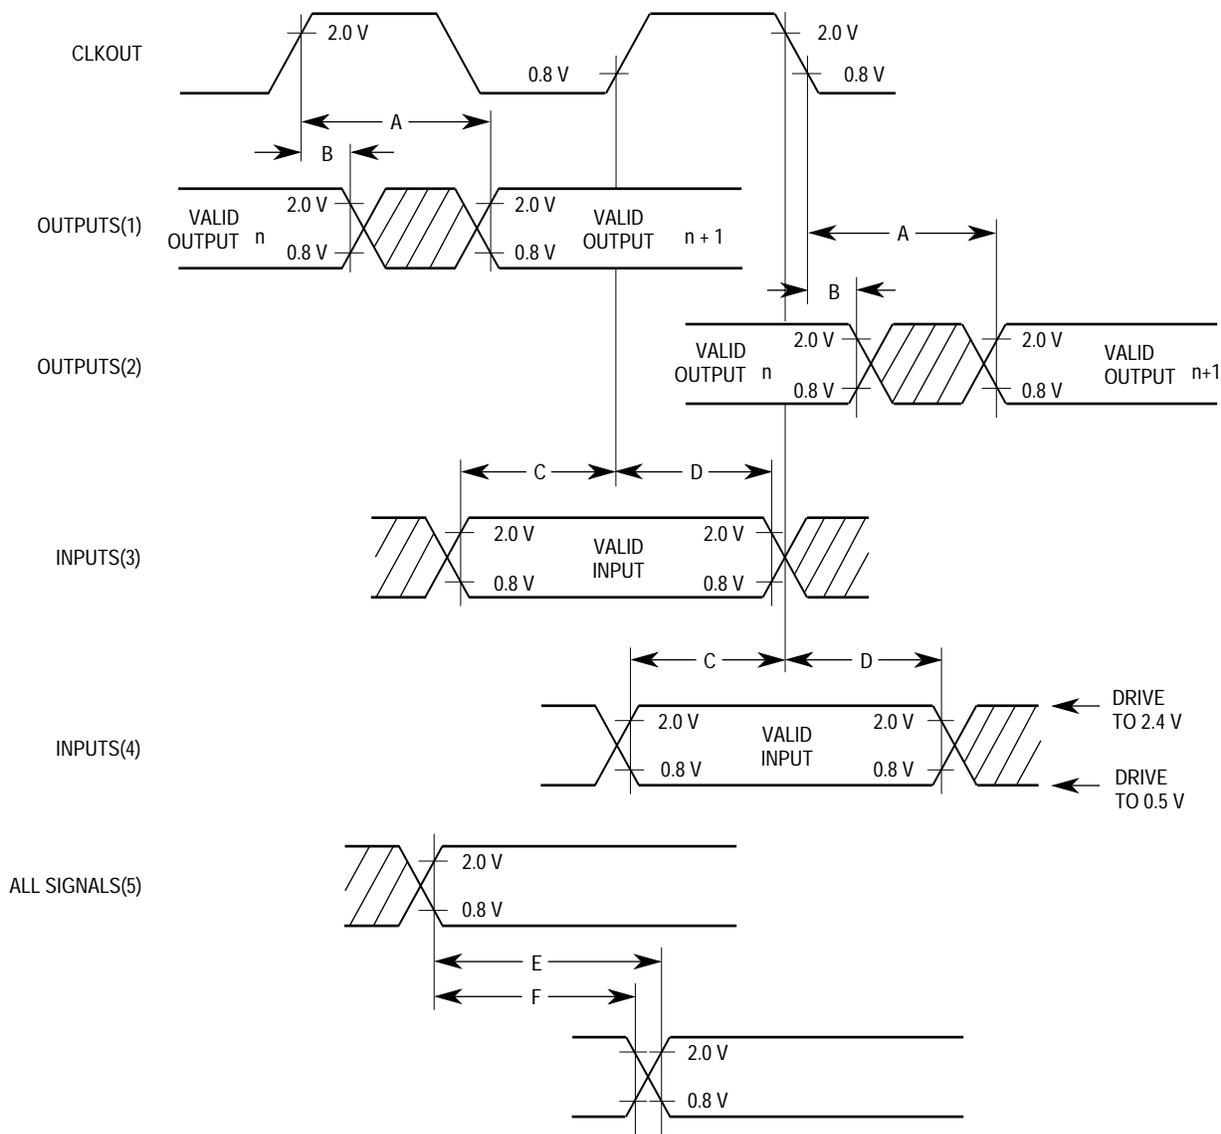 CLKOUT
2.0 V
0.8 V
2.0 V
0.8 V
A
B
OUTPUTS(1)
VALID
OUTPUT n
2.0 V
0.8 V
2.0 V
0.8 V
VALID
OUTPUT n + 1
A
B
OUTPUTS(2)
VALID
OUTPUT n
2.0 V
0.8 V
2.0 V
0.8 V
VALID
OUTPUT n+1
C
D
INPUTS(3)
2.0 V
0.8 V
VALID
INPUT
2.0 V
0.8 V
C
D
INPUTS(4)
2.0 V
0.8 V
VALID
INPUT
2.0 V
0.8 V
DRIVE
TO 2.4 V
DRIVE
TO 0.5 V
ALL SIGNALS(5)
2.0 V
0.8 V
E
F
2.0 V
0.8 V